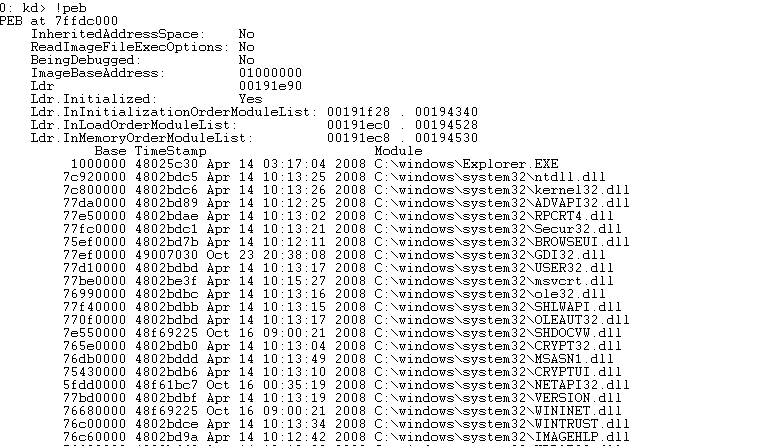 0: kd> !peb
PEB at 7ffdc000
InheritedAddressSpace: No
ReadImageFileExecOptions: No
BeingDebugged: No
ImageBaseAddress: 01000000
Ldr 00191e90
Ldr.Initialized: Yes
Ldr.InInitializationOrderModuleList: 00191f28 . 00194340
Ldr.InLoadOrderModuleList: 00191ec0 . 00194528
Ldr.InMemoryOrderModuleList: 00191ec8 . 00194530
Base TimeStamp Module
1000000 48025c30 Apr 14 03:17:04 2008 C:\windows\Explorer.EXE
7c920000 4802bdc5 Apr 14 10:13:25 2008 C:\windows\system32\ntdll.dll
7c800000 4802bdc6 Apr 14 10:13:26 2008 C:\windows\system32\kernel32.dll
77da0000 4802bd89 Apr 14 10:12:25 2008 C:\windows\system32\ADVAPI32.dll
77e50000 4802bdae Apr 14 10:13:02 2008 C:\windows\system32\RPCRT4.dll
77fc0000 4802bdc1 Apr 14 10:13:21 2008 C:\windows\system32\Secur32.dll
75ef0000 4802bd7b Apr 14 10:12:11 2008 C:\windows\system32\BROWSEUI.dll
77ef0000 49007030 Oct 23 20:38:08 2008 C:\windows\system32\GDI32.dll
77d10000 4802bdbd Apr 14 10:13:17 2008 C:\windows\system32\USER32.dll
77be0000 4802be3f Apr 14 10:15:27 2008 C:\windows\system32\msvcrt.dll
76990000 4802bdbc Apr 14 10:13:16 2008 C:\windows\system32\ole32.dll
77f40000 4802bdbb Apr 14 10:13:15 2008 C:\windows\system32\SHLWAPI.dll
770f0000 4802bdbd Apr 14 10:13:17 2008 C:\windows\system32\OLEAUT32.dll
7e550000 48f69225 Oct 16 09:00:21 2008 C:\windows\system32\SHDOCVW.dll
765e0000 4802bdb0 Apr 14 10:13:04 2008 C:\windows\system32\CRYPT32.dll
76db0000 4802bddd Apr 14 10:13:49 2008 C:\windows\system32\MSASN1.dll
75430000 4802bdb6 Apr 14 10:13:10 2008 C:\windows\system32\CRYPTUI.dll
5fdd0000 48f61bc7 Oct 16 00:35:19 2008 C:\windows\system32\NETAPI32.dll
77bd0000 4802bdbf Apr 14 10:13:19 2008 C:\windows\system32\VERSION.dll
76680000 48f69225 Oct 16 09:00:21 2008 C:\windows\system32\WININET.dll
76c00000 4802bdce Apr 14 10:13:34 2008 C:\windows\system32\WINTRUST.dll
76c60000 4802bd9a Apr 14 10:12:42 2008 C:\windows\system32\IMAGEHLP.dll